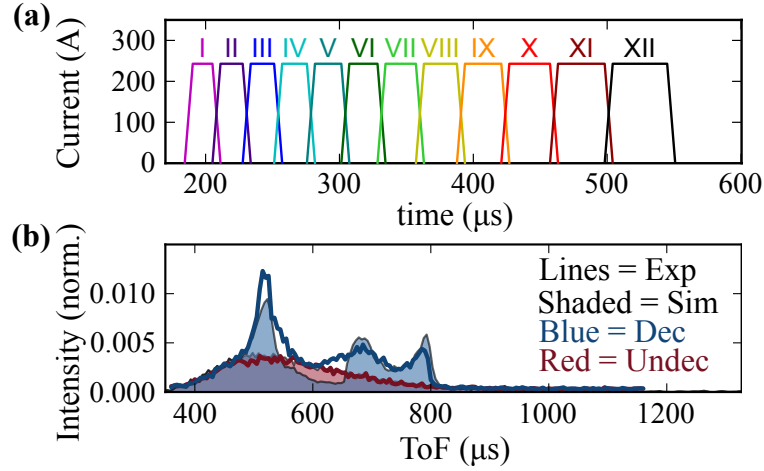 (a)
Current (A)
300
200
100
0
I II III IV V VI VII VIII IX X XI XII
200 300 400 500 600
time (μs)
(b)
Intensity (norm.)
0.010
0.005
0.000
Lines = Exp
Shaded = Sim
Blue = Dec
Red = Undec
400 600 800 1000 1200
ToF (μs)